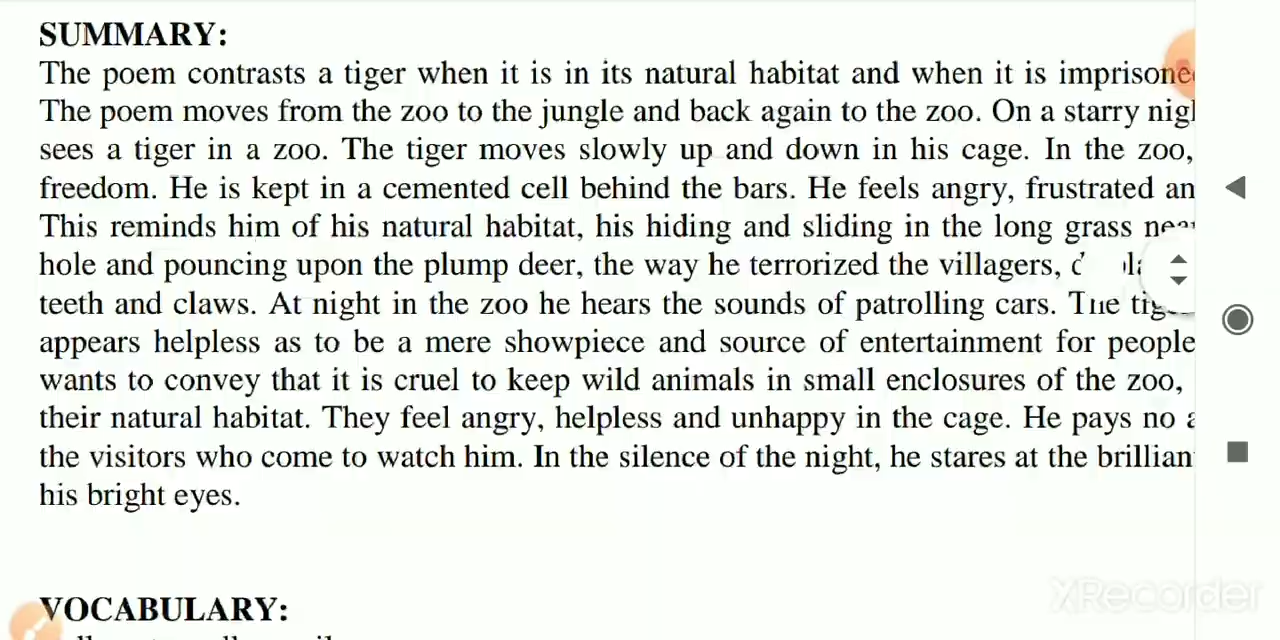 SUMMARY:
The poem contrasts a tiger when it is in its natural habitat and when it is
The poem moves from the zoo to the jungle and back again to the zoo. On a starry
sees a tiger in a zoo. The tiger moves slowly up and down in his cage. In the zoo,
freedom. He is kept in a cemented cell behind the bars. He feels angry, frustrated an
This reminds him of his natural habitat, his hiding and sliding in the long grass
hole and pouncing upon the plump deer, the way he terrorized the villagers,
teeth and claws. At night in the zoo he hears the sounds of patrolling cars. The
appears helpless as to be a mere showpiece and source of entertainment for people
wants to convey that it is cruel to keep wild animals in small enclosures of the zoo,
their natural habitat. They feel angry, helpless and unhappy in the cage. He pays no
the visitors who come to watch him. In the silence of the night, he stares at the
his bright eyes.
VOCABULARY:
XRecorder